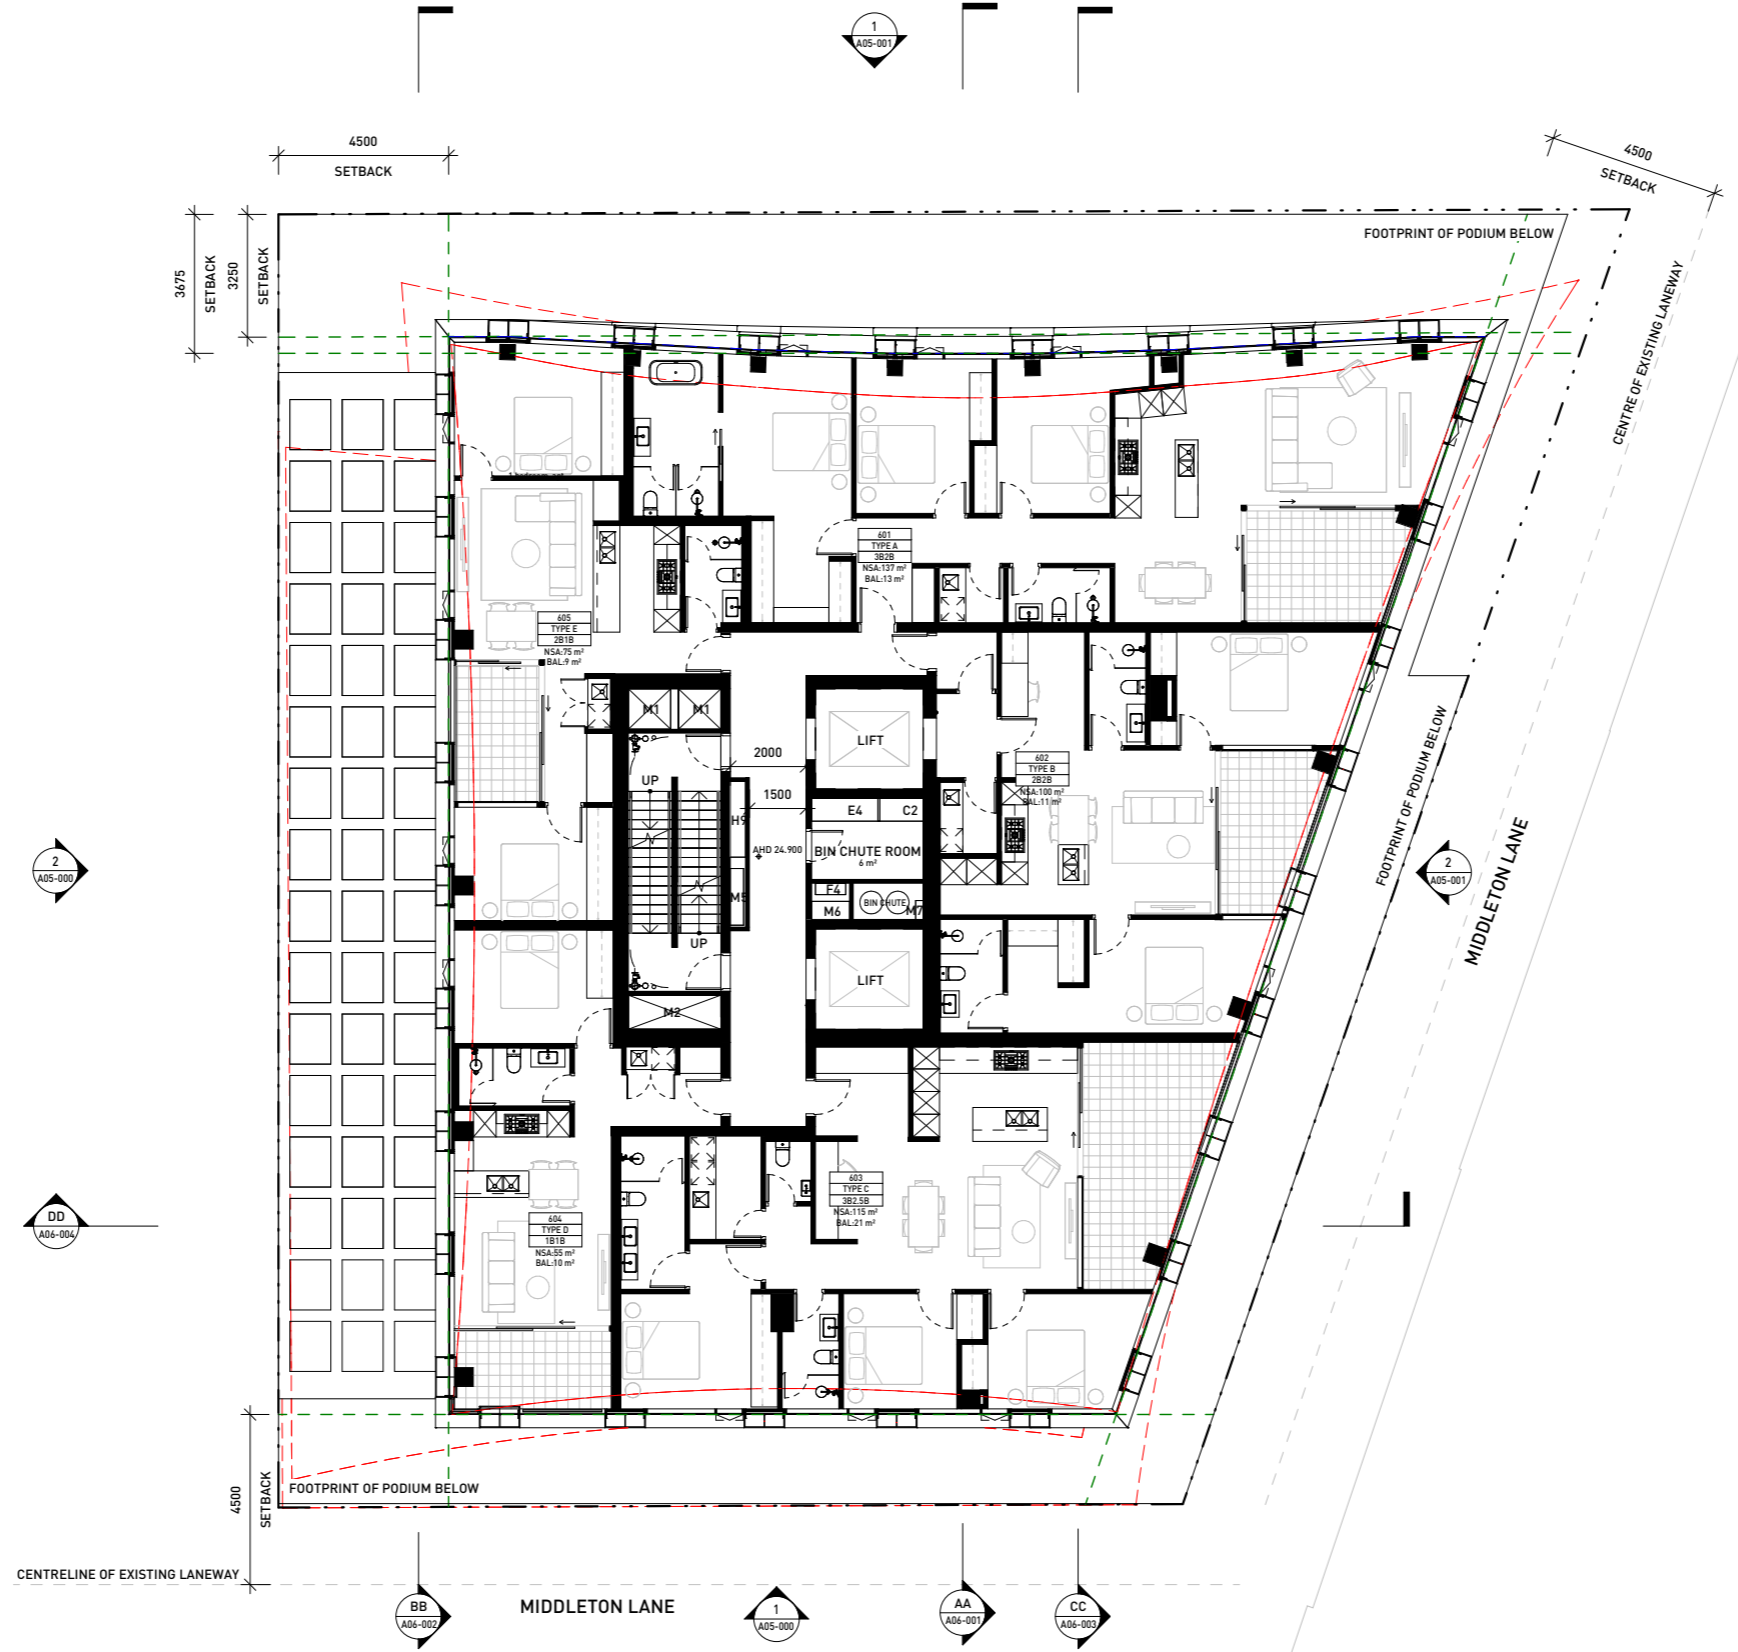 1
A05-001
4500
SETBACK
4500
SETBACK
3675
SETBACK
3250
SETBACK
FOOTPRINT OF PODIUM BELOW
CENTRE OF EXISTING LANEWAY
601
TYPE A
3B2B
NSA:137 m²
BAL:13 m²
605
TYPE E
2B1B
NSA:75 m²
BAL:9 m²
M1
M1
LIFT
2000
602
TYPE B
2B2B
NSA:100 m²
BAL:11 m²
UP
1500
E4
C2
H9
AHD 24.900
BIN CHUTE ROOM
6 m²
FOOTPRINT OF PODIUM BELOW
MIDDLETON LANE
2
A05-000
2
A05-001
M5
F4
M6
BIN CHUTE
M7
UP
LIFT
M2
603
TYPE C
3B2.5B
NSA:115 m²
BAL:21 m²
604
TYPE D
1B1B
NSA:55 m²
BAL:10 m²
DD
A06-004
FOOTPRINT OF PODIUM BELOW
4500
SETBACK
CENTRELINE OF EXISTING LANEWAY
BB
A06-002
MIDDLETON LANE
1
A05-000
AA
A06-001
CC
A06-003